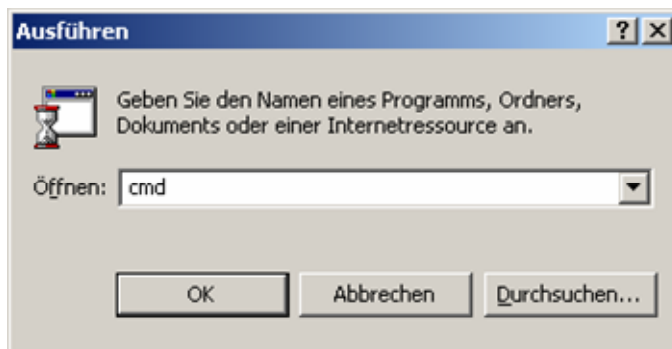 Ausführen
Geben Sie den Namen eines Programms, Ordners,
Dokuments oder einer Internetressource an.
Öffnen: cmd
OK Abbrechen Durchsuchen...